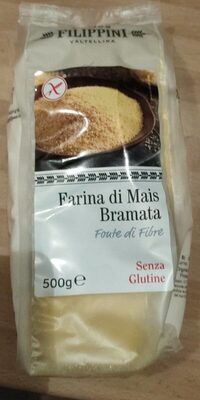 FILIPPINI
VALTELLINA
Farina di Mais
Bramata
Fonte di Fibre
Senza
Glutine
500g e